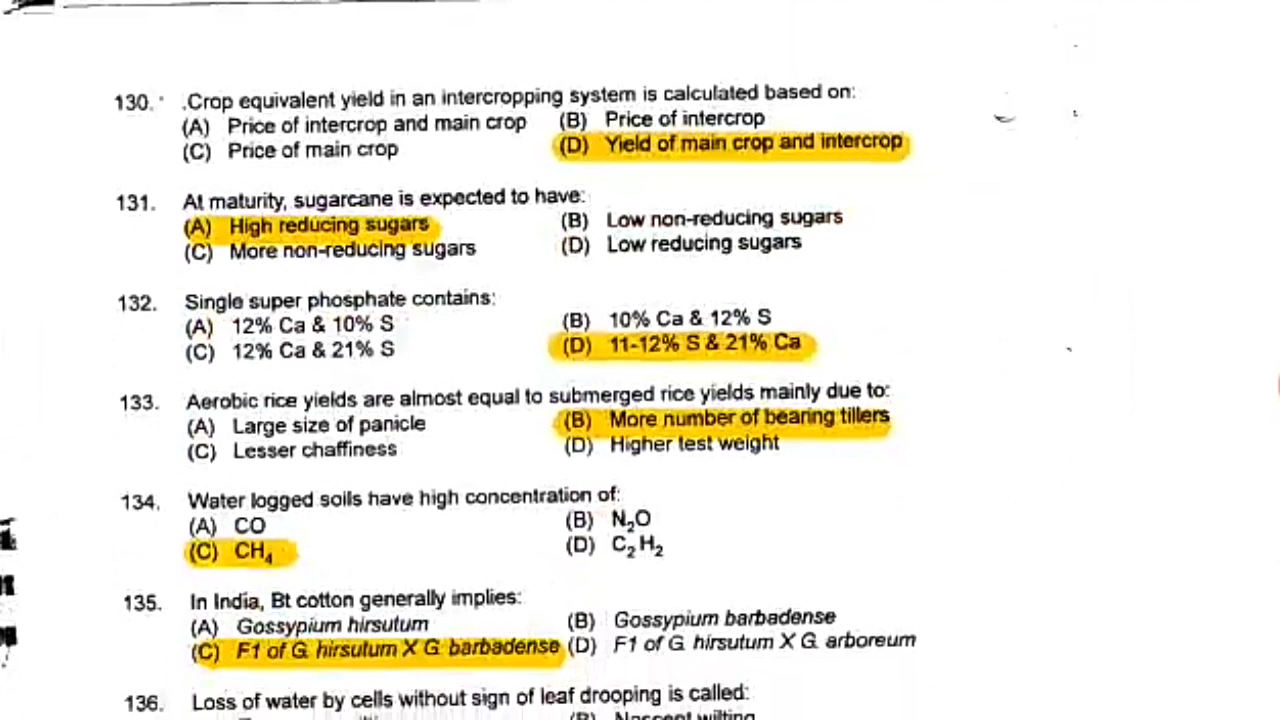 130. .Crop equivalent yield in an intercropping system is calculated based on:
(A) Price of intercrop and main crop (B) Price of intercrop
(C) Price of main crop (D) Yield of main crop and intercrop
131. At maturity, sugarcane is expected to have:
(A) High reducing sugars (B) Low non-reducing sugars
(C) More non-reducing sugars (D) Low reducing sugars
132. Single super phosphate contains:
(A) 12% Ca & 10% S (B) 10% Ca & 12% S
(C) 12% Ca & 21% S (D) 11-12% S & 21% Ca
133. Aerobic rice yields are almost equal to submerged rice yields mainly due to:
(A) Large size of panicle (B) More number of bearing tillers
(C) Lesser chaffiness (D) Higher test weight
134. Water logged soils have high concentration of:
(A) CO (B) N₂O
(C) CH₄ (D) C₂H₂
135. In India, Bt cotton generally implies:
(A) Gossypium hirsutum (B) Gossypium barbadense
(C) F1 of G. hirsutum X G. barbadense (D) F1 of G. hirsutum X G. arboreum
136. Loss of water by cells without sign of leaf drooping is called:
(B) Nascent wilting